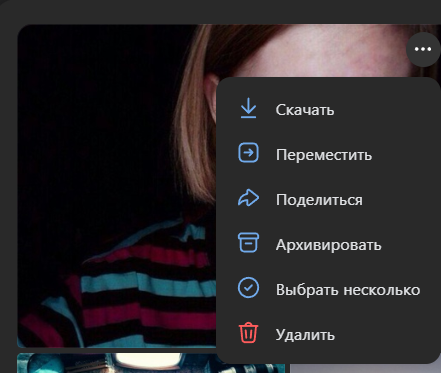 Скачать
Переместить
Поделиться
Архивировать
Выбрать несколько
Удалить